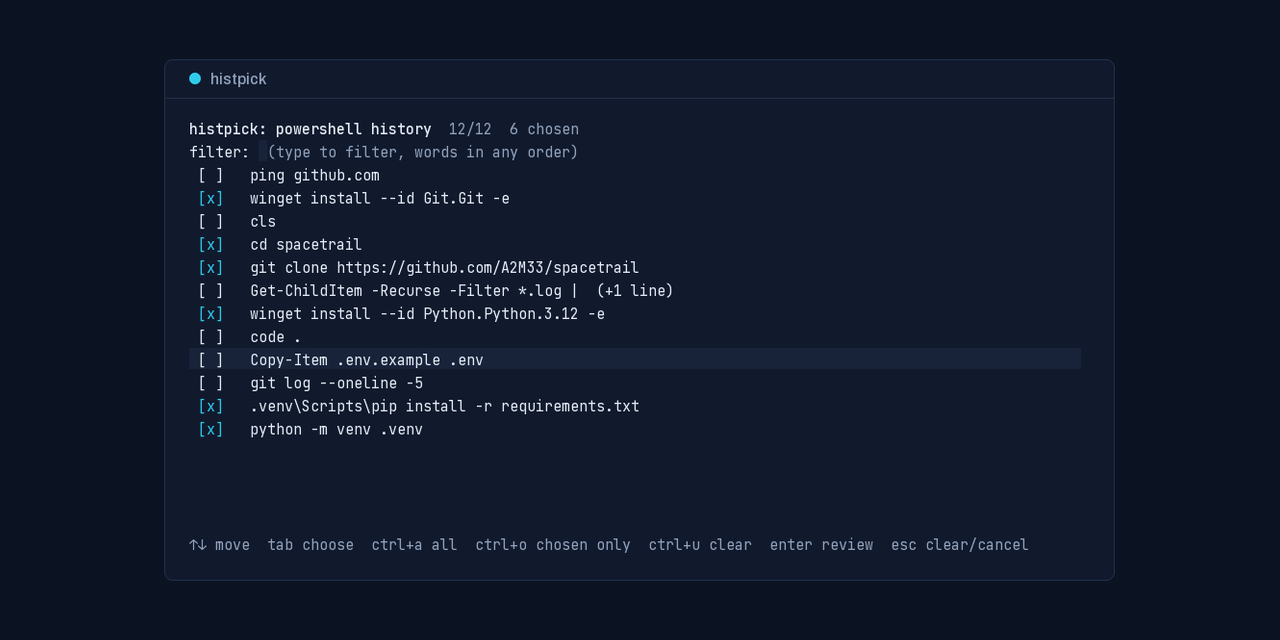 histpick
histpick: powershell history  12/12  6 chosen
filter:  (type to filter, words in any order)
[ ]   ping github.com
[x]   winget install --id Git.Git -e
[ ]   cls
[x]   cd spacetrail
[x]   git clone https://github.com/A2M33/spacetrail
[ ]   Get-ChildItem -Recurse -Filter *.log |  (+1 line)
[x]   winget install --id Python.Python.3.12 -e
[ ]   code .
[ ]   Copy-Item .env.example .env
[ ]   git log --oneline -5
[x]   .venv\Scripts\pip install -r requirements.txt
[x]   python -m venv .venv
↑↓ move  tab choose  ctrl+a all  ctrl+o chosen only  ctrl+u clear  enter review  esc clear/cancel